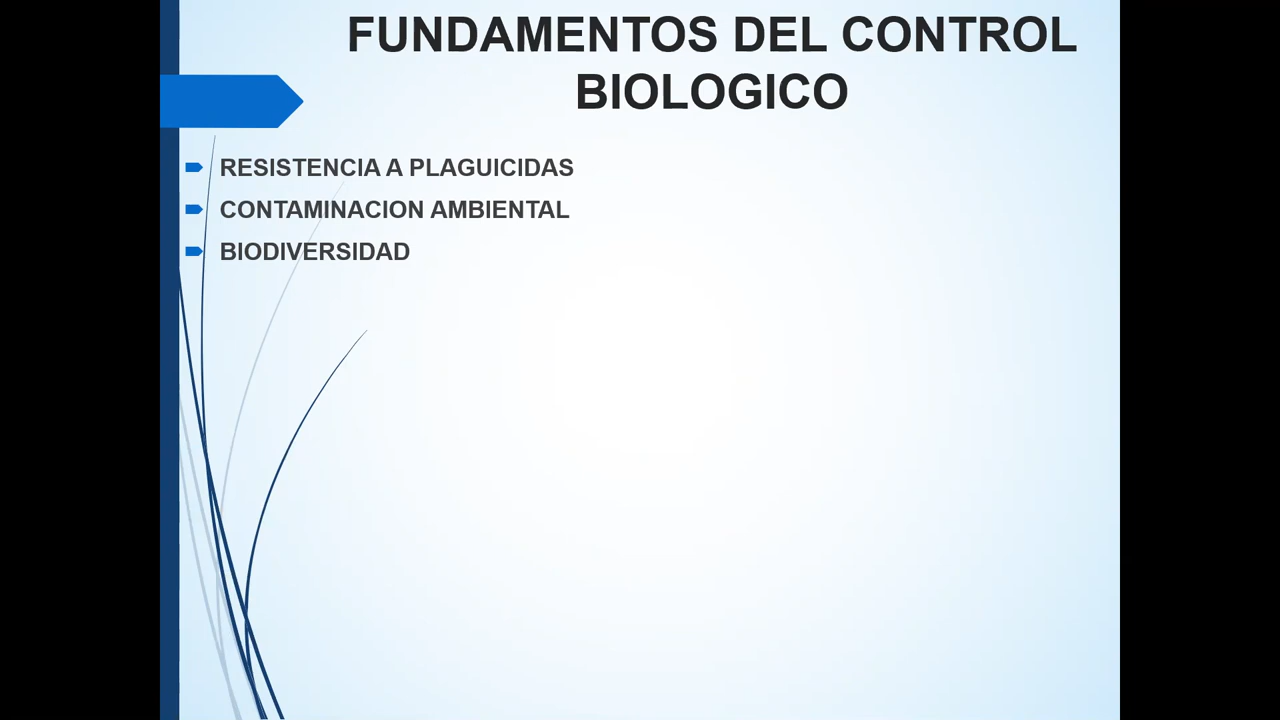 FUNDAMENTOS DEL CONTROL
BIOLOGICO
RESISTENCIA A PLAGUICIDAS
CONTAMINACION AMBIENTAL
BIODIVERSIDAD